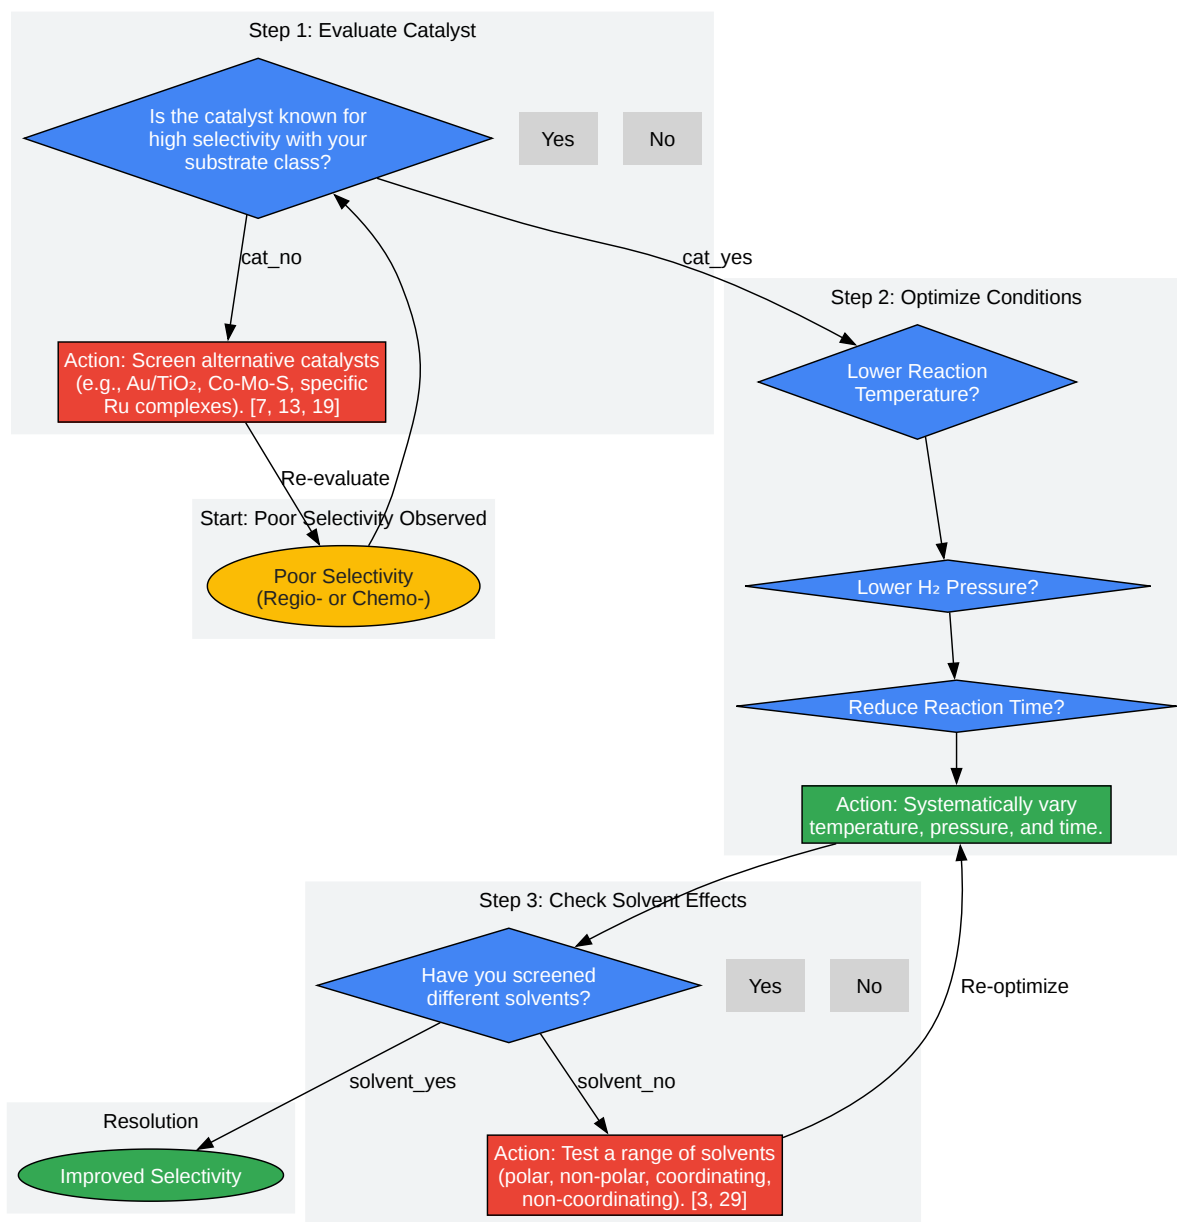 Step 1: Evaluate Catalyst
Is the catalyst known for
high selectivity with your
substrate class?
Yes
No
cat_no
cat_yes
Action: Screen alternative catalysts
(e.g., Au/TiO₂, Co-Mo-S, specific
Ru complexes). [7, 13, 19]
Re-evaluate
Start: Poor Selectivity Observed
Poor Selectivity
(Regio- or Chemo-)
Step 2: Optimize Conditions
Lower Reaction
Temperature?
Lower H₂ Pressure?
Reduce Reaction Time?
Action: Systematically vary
temperature, pressure, and time.
Step 3: Check Solvent Effects
Have you screened
different solvents?
Yes
No
Re-optimize
solvent_yes
solvent_no
Action: Test a range of solvents
(polar, non-polar, coordinating,
non-coordinating). [3, 29]
Resolution
Improved Selectivity